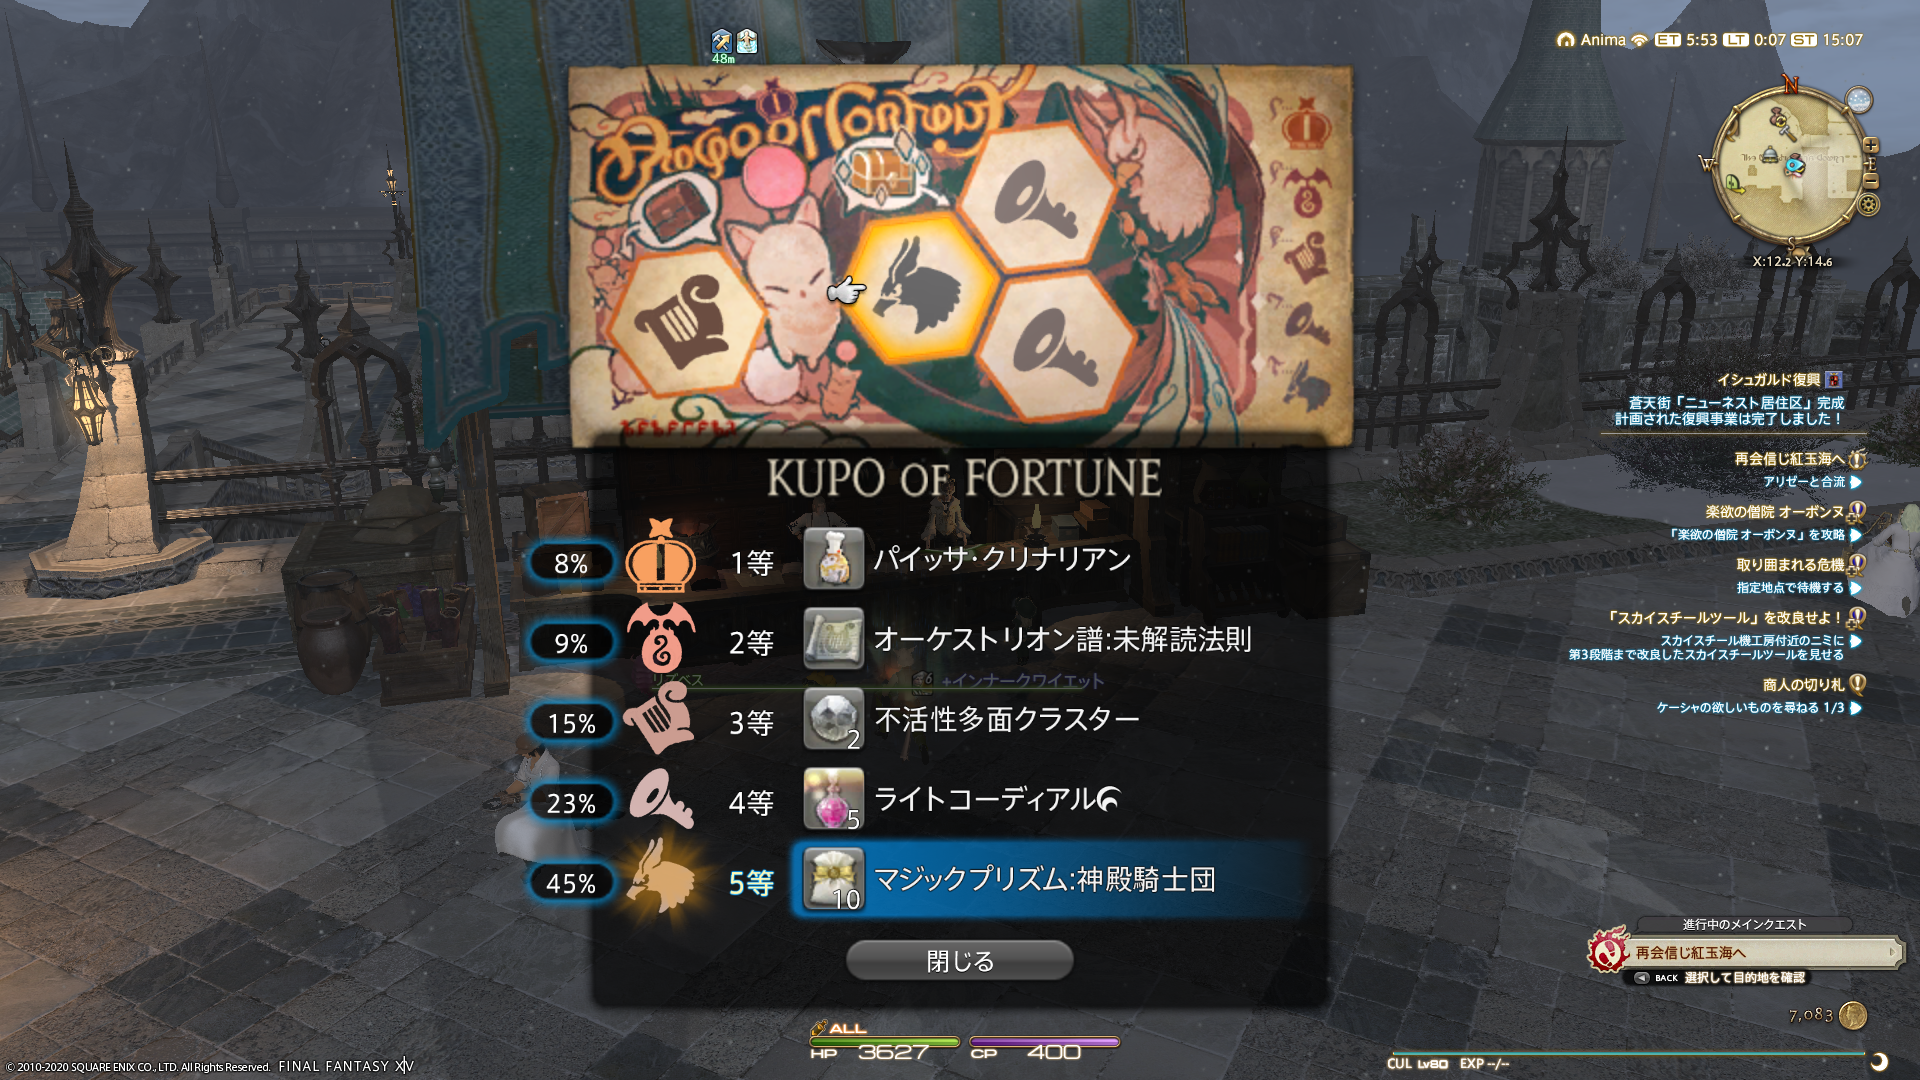 48m
Anima ET 5:53 LT 0:07 ST 15:07
N
W
E
S
X:12.2 Y:14.6
イシュガルド復興
蒼天街「ニューネスト居住区」完成
計画された復興事業は完了しました！
再会信じ紅玉海へ
アリゼーと合流
楽欲の僧院 オーボンヌ
「楽欲の僧院 オーボンヌ」を攻略
取り囲まれる危機
指定地点で待機する
「スカイスチールツール」を改良せよ！
スカイスチール機工房付近のニミに
第3段階まで改良したスカイスチールツールを見せる
商人の切り札
ケーシャの欲しいものを尋ねる 1/3
KUPO OF FORTUNE
8% 1等 パイッサ・クリナリアン
9% 2等 オーケストリオン譜:未解読法則
リズベス
+インナークワイエット
15% 3等 2 不活性多面クラスター
23% 4等 5 ライトコーディアル
45% 5等 10 マジックプリズム:神殿騎士団
閉じる
進行中のメインクエスト
再会信じ紅玉海へ
BACK 選択して目的地を確認
7,083
ALL
HP 3627 CP 400
CUL Lv80 EXP --/--
© 2010-2020 SQUARE ENIX CO., LTD. All Rights Reserved. FINAL FANTASY XIV